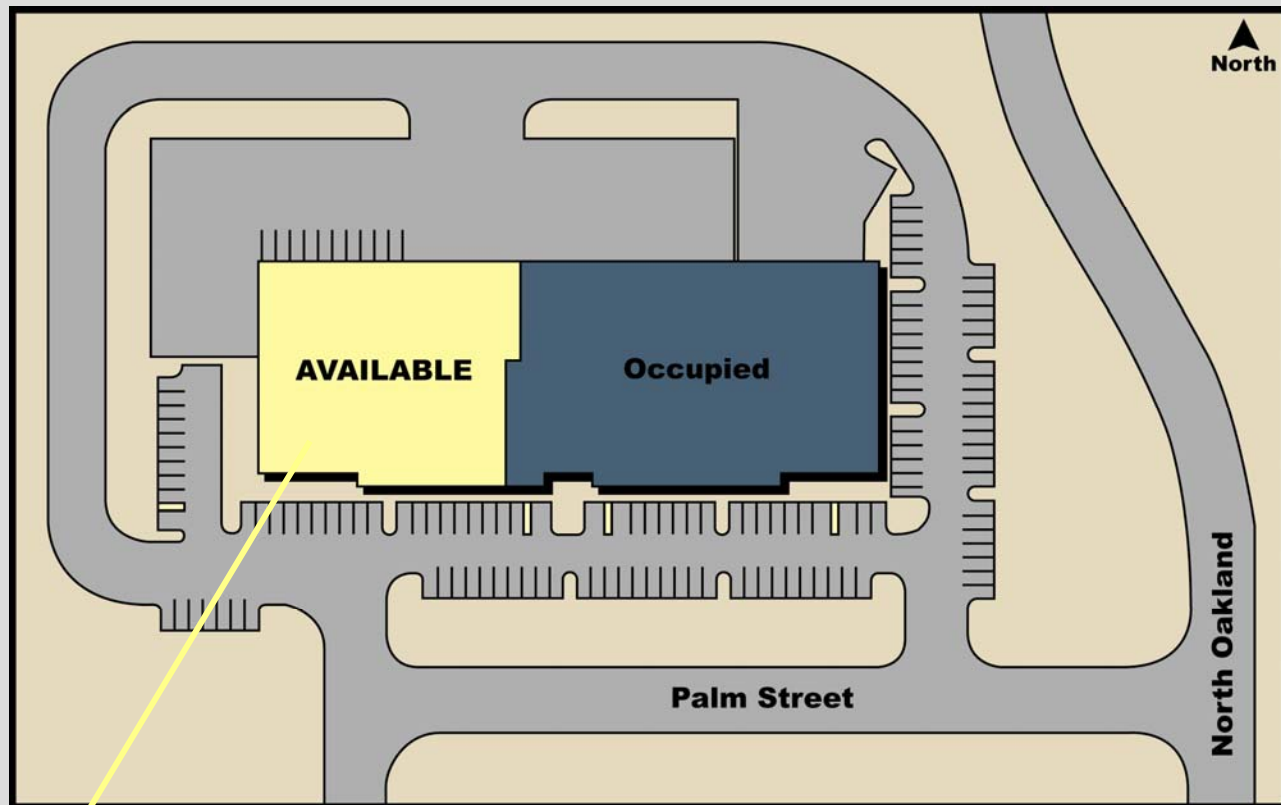 North
AVAILABLE
Occupied
Palm Street
North Oakland